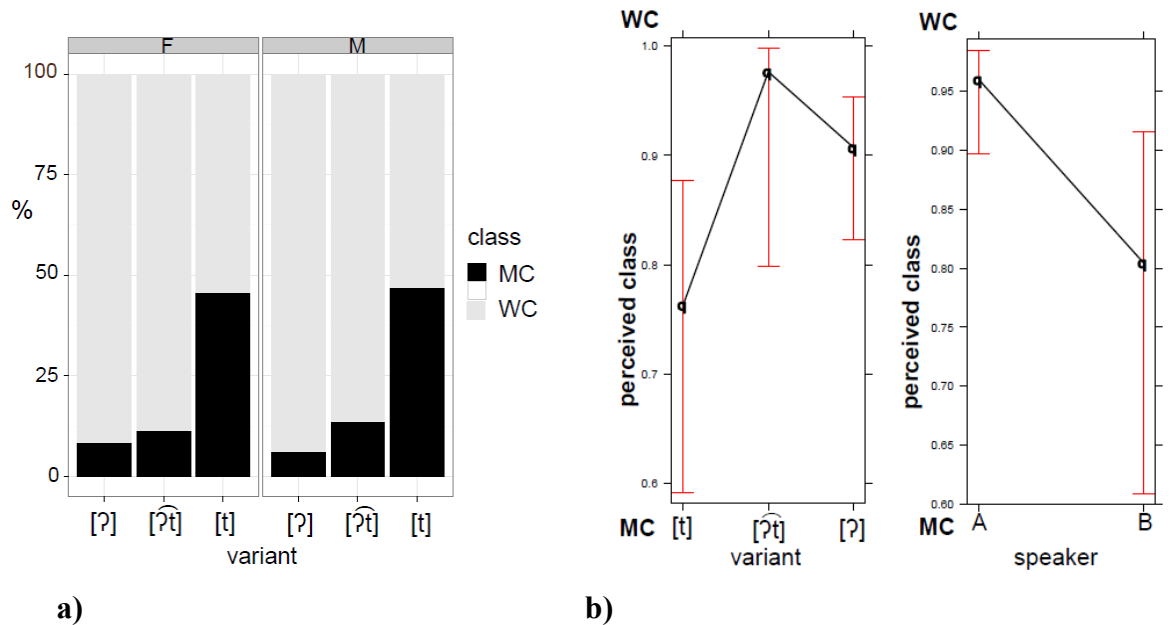 F M
100
75
%
50
25
0
[ʔ] [ʔ͡t] [t] [ʔ] [ʔ͡t] [t]
variant
class
MC
WC
a)
WC
perceived class
1.0
0.9
0.8
0.7
0.6
MC [t] [ʔ͡t] [ʔ]
variant
WC
perceived class
0.95
0.90
0.85
0.80
0.75
0.70
0.65
0.60
MC A B
speaker
b)